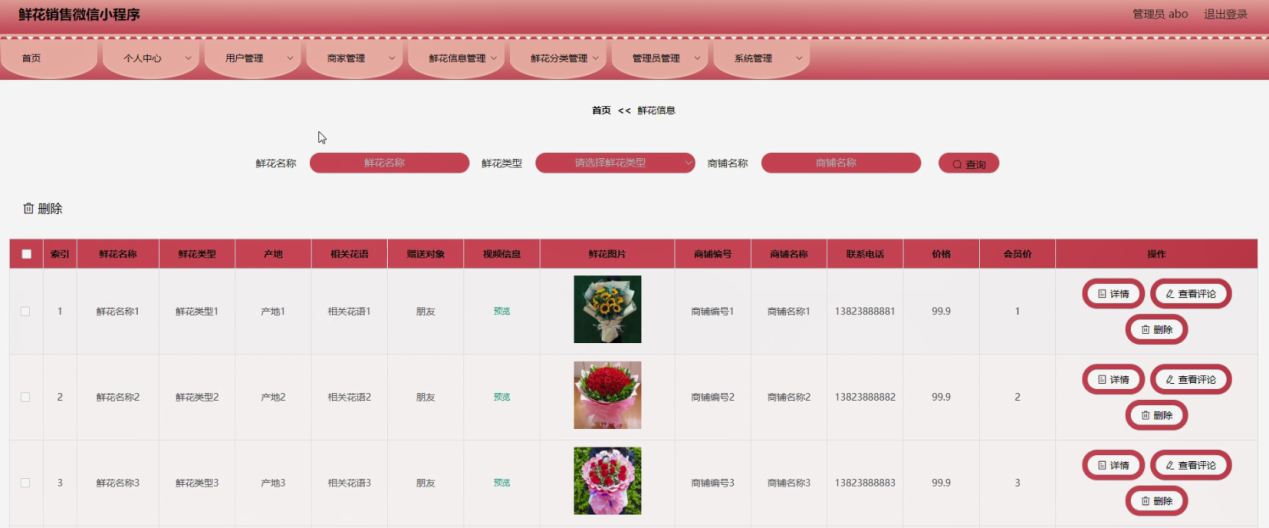 鲜花销售微信小程序 管理员 abo 退出登录
首页 个人中心 用户管理 商家管理 鲜花信息管理 鲜花分类管理 管理员管理 系统管理
首页 << 鲜花信息
鲜花名称 鲜花名称 鲜花类型 请选择鲜花类型 商铺名称 商铺名称 查询
删除
索引 鲜花名称 鲜花类型 产地 相关花语 赠送对象 视频信息 鲜花图片 商铺编号 商铺名称 联系电话 价格 会员价 操作
1 鲜花名称1 鲜花类型1 产地1 相关花语1 朋友 预览 商铺编号1 商铺名称1 13823888881 99.9 1 详情 查看评论
删除
2 鲜花名称2 鲜花类型2 产地2 相关花语2 朋友 预览 商铺编号2 商铺名称2 13823888882 99.9 2 详情 查看评论
删除
3 鲜花名称3 鲜花类型3 产地3 相关花语3 朋友 预览 商铺编号3 商铺名称3 13823888883 99.9 3 详情 查看评论
删除